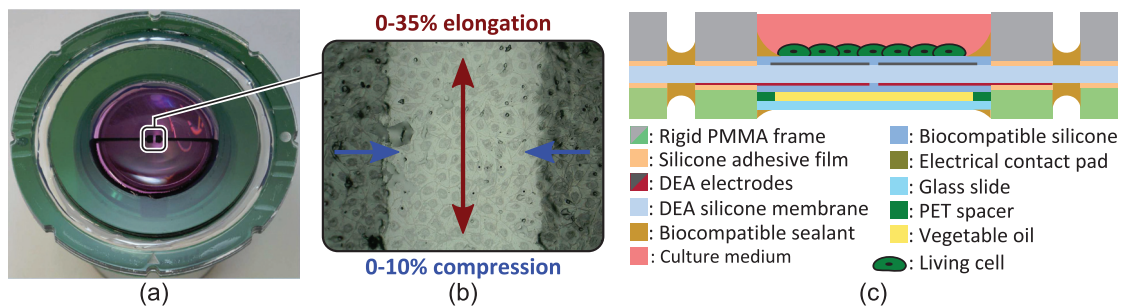 0-35% elongation
0-10% compression
: Rigid PMMA frame
: Silicone adhesive film
: DEA electrodes
: DEA silicone membrane
: Biocompatible sealant
: Culture medium
: Biocompatible silicone
: Electrical contact pad
: Glass slide
: PET spacer
: Vegetable oil
: Living cell
(a)
(b)
(c)